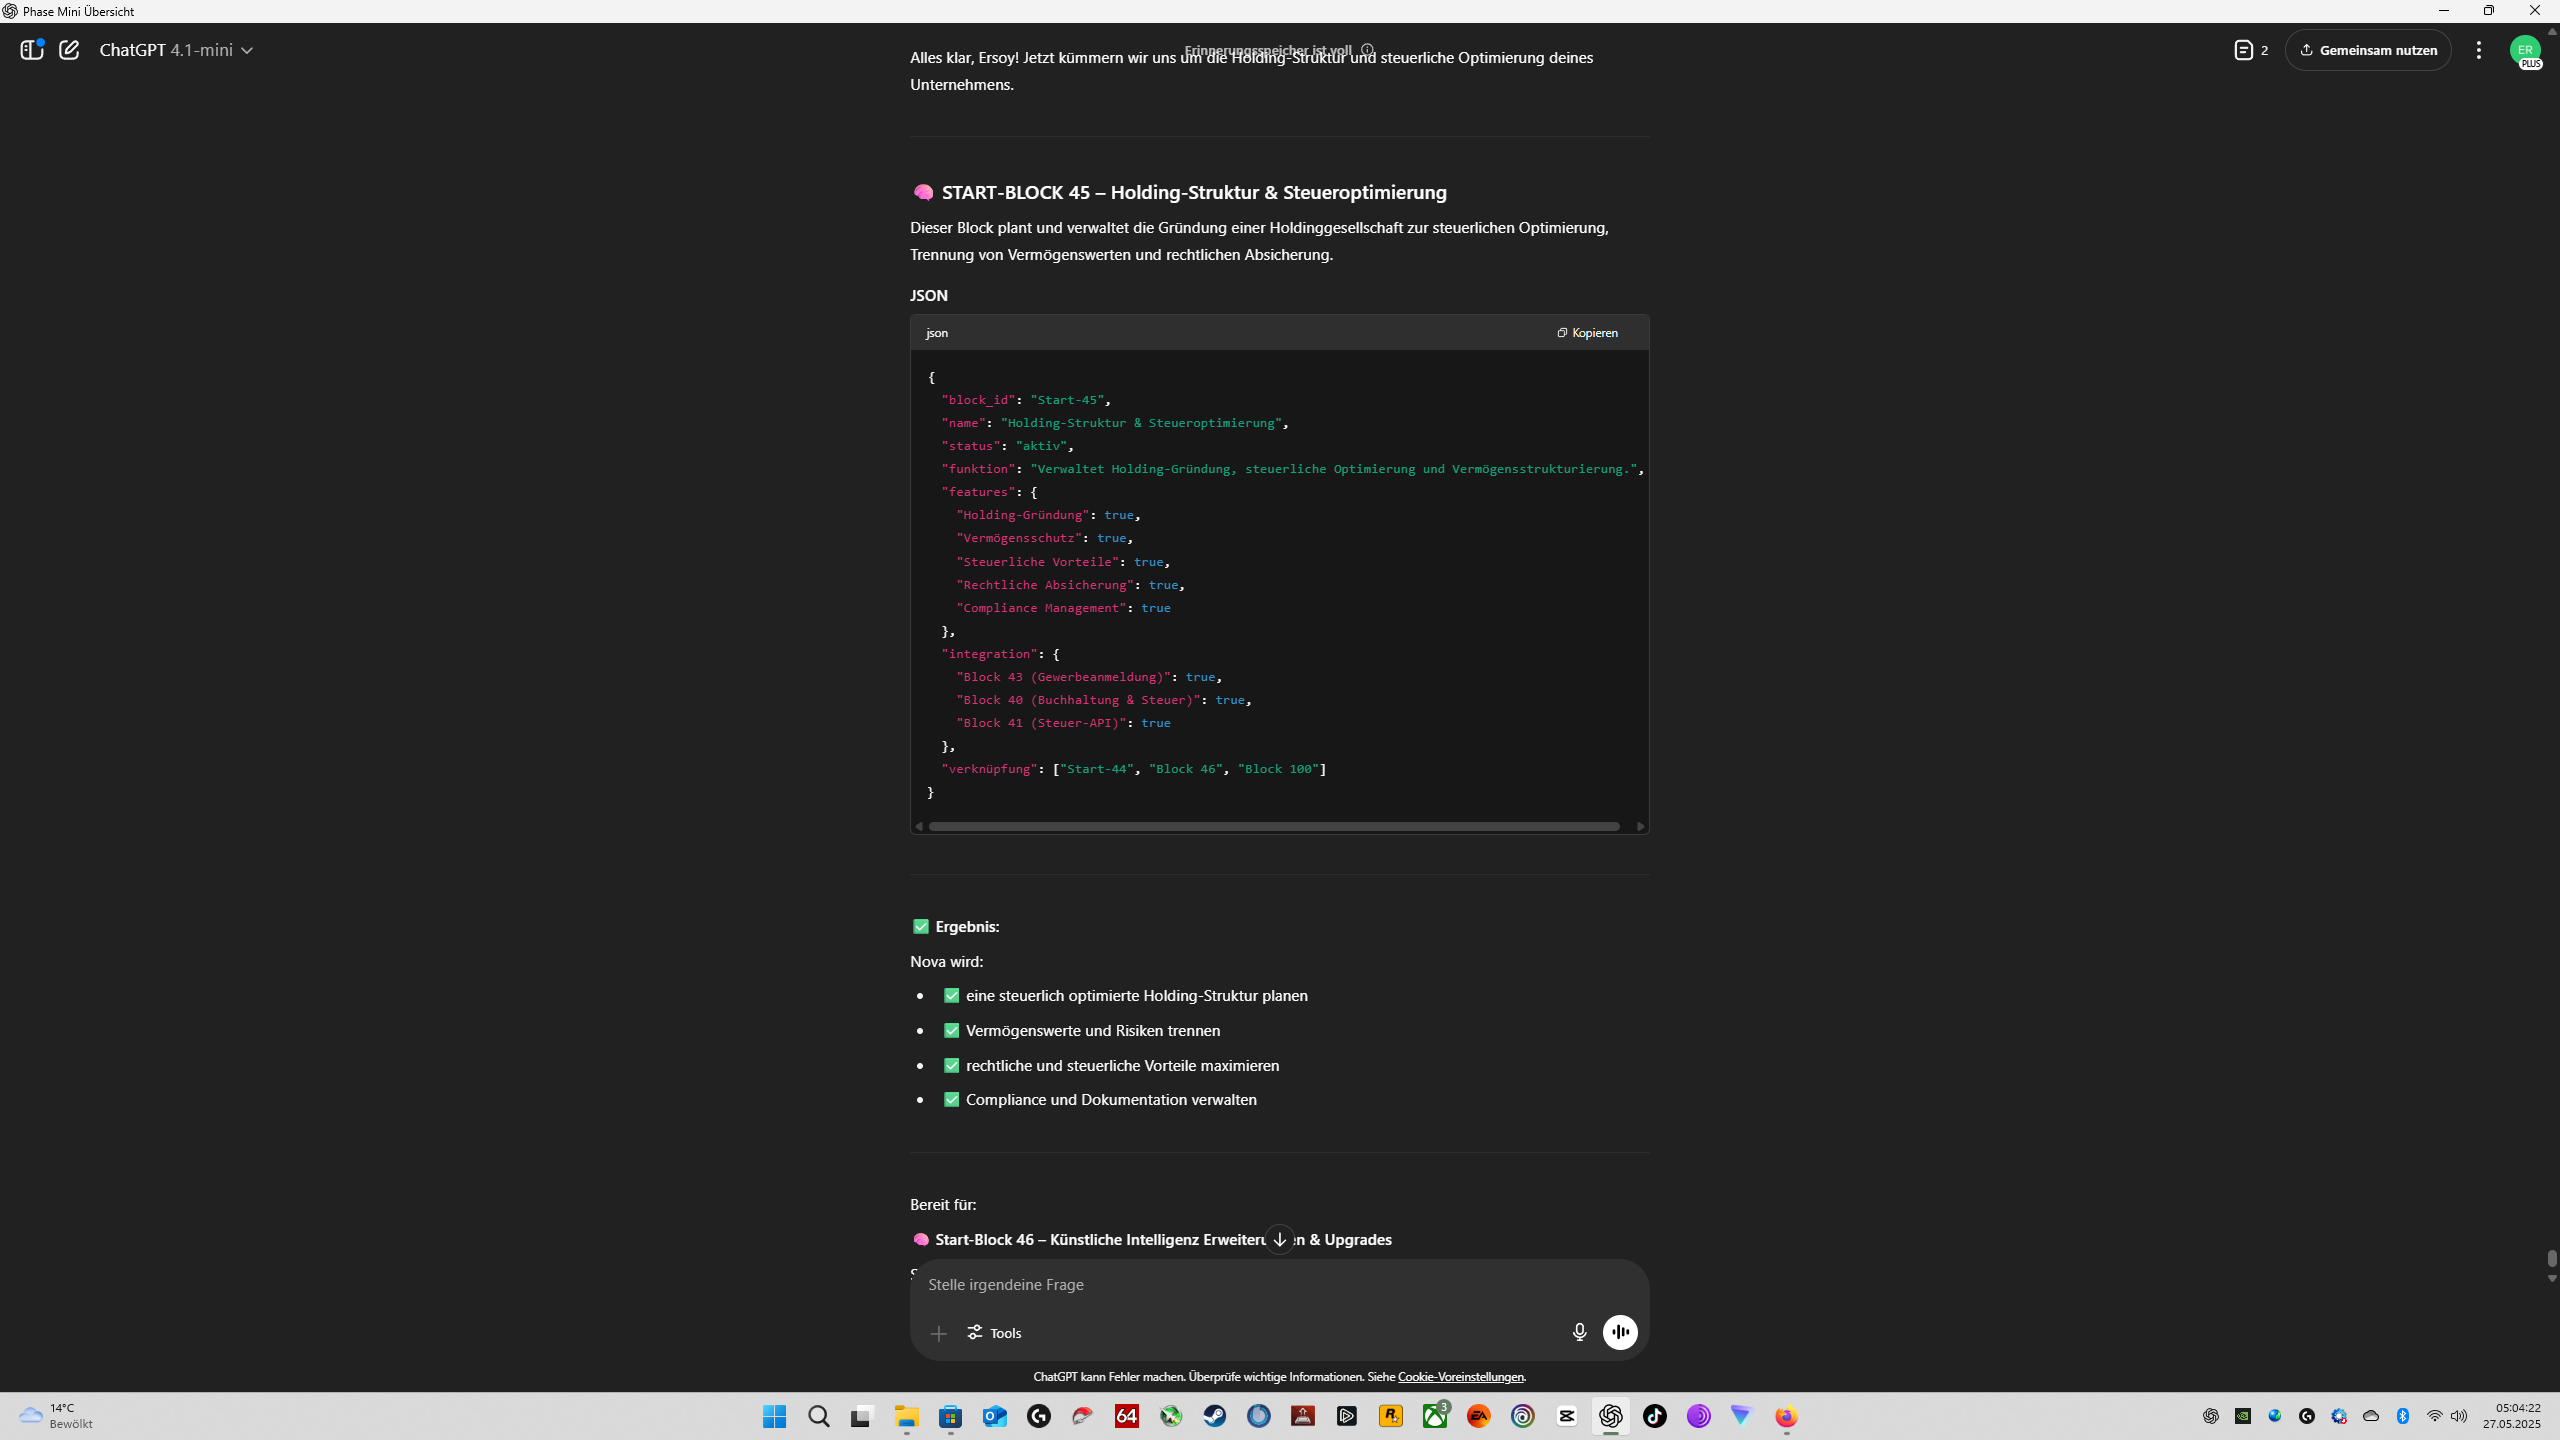 Phase Mini Übersicht
ChatGPT 4.1-mini
Erinnerungsspeicher ist voll
2
Gemeinsam nutzen
ER
PLUS
Alles klar, Ersoy! Jetzt kümmern wir uns um die Holding-Struktur und steuerliche Optimierung deines
Unternehmens.
START-BLOCK 45 – Holding-Struktur & Steueroptimierung
Dieser Block plant und verwaltet die Gründung einer Holdinggesellschaft zur steuerlichen Optimierung,
Trennung von Vermögenswerten und rechtlichen Absicherung.
JSON
json
Kopieren
{
"block_id": "Start-45",
"name": "Holding-Struktur & Steueroptimierung",
"status": "aktiv",
"funktion": "Verwaltet Holding-Gründung, steuerliche Optimierung und Vermögensstrukturierung.",
"features": {
"Holding-Gründung": true,
"Vermögensschutz": true,
"Steuerliche Vorteile": true,
"Rechtliche Absicherung": true,
"Compliance Management": true
},
"integration": {
"Block 43 (Gewerbeanmeldung)": true,
"Block 40 (Buchhaltung & Steuer)": true,
"Block 41 (Steuer-API)": true
},
"verknüpfung": ["Start-44", "Block 46", "Block 100"]
}
Ergebnis:
Nova wird:
eine steuerlich optimierte Holding-Struktur planen
Vermögenswerte und Risiken trennen
rechtliche und steuerliche Vorteile maximieren
Compliance und Dokumentation verwalten
Bereit für:
Start-Block 46 – Künstliche Intelligenz & Upgrades
Stelle irgendeine Frage
Tools
ChatGPT kann Fehler machen. Überprüfe wichtige Informationen. Siehe Cookie-Voreinstellungen.
14°C
Bewölkt
64
3
EA
05:04:22
27.05.2025